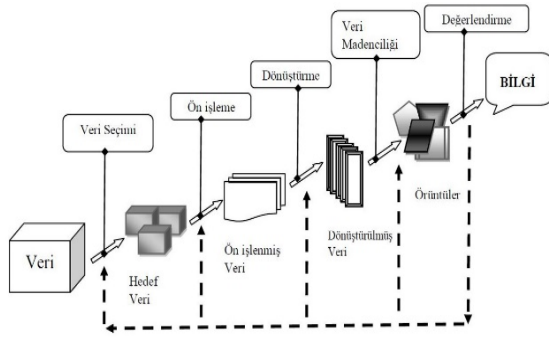 Veri
Madenciliği
Değerlendirme
Dönüştürme
BİLGİ
Ön işleme
Veri Seçimi
Örüntüler
Dönüştürülmüş
Veri
Ön işlenmiş
Veri
Veri
Hedef
Veri